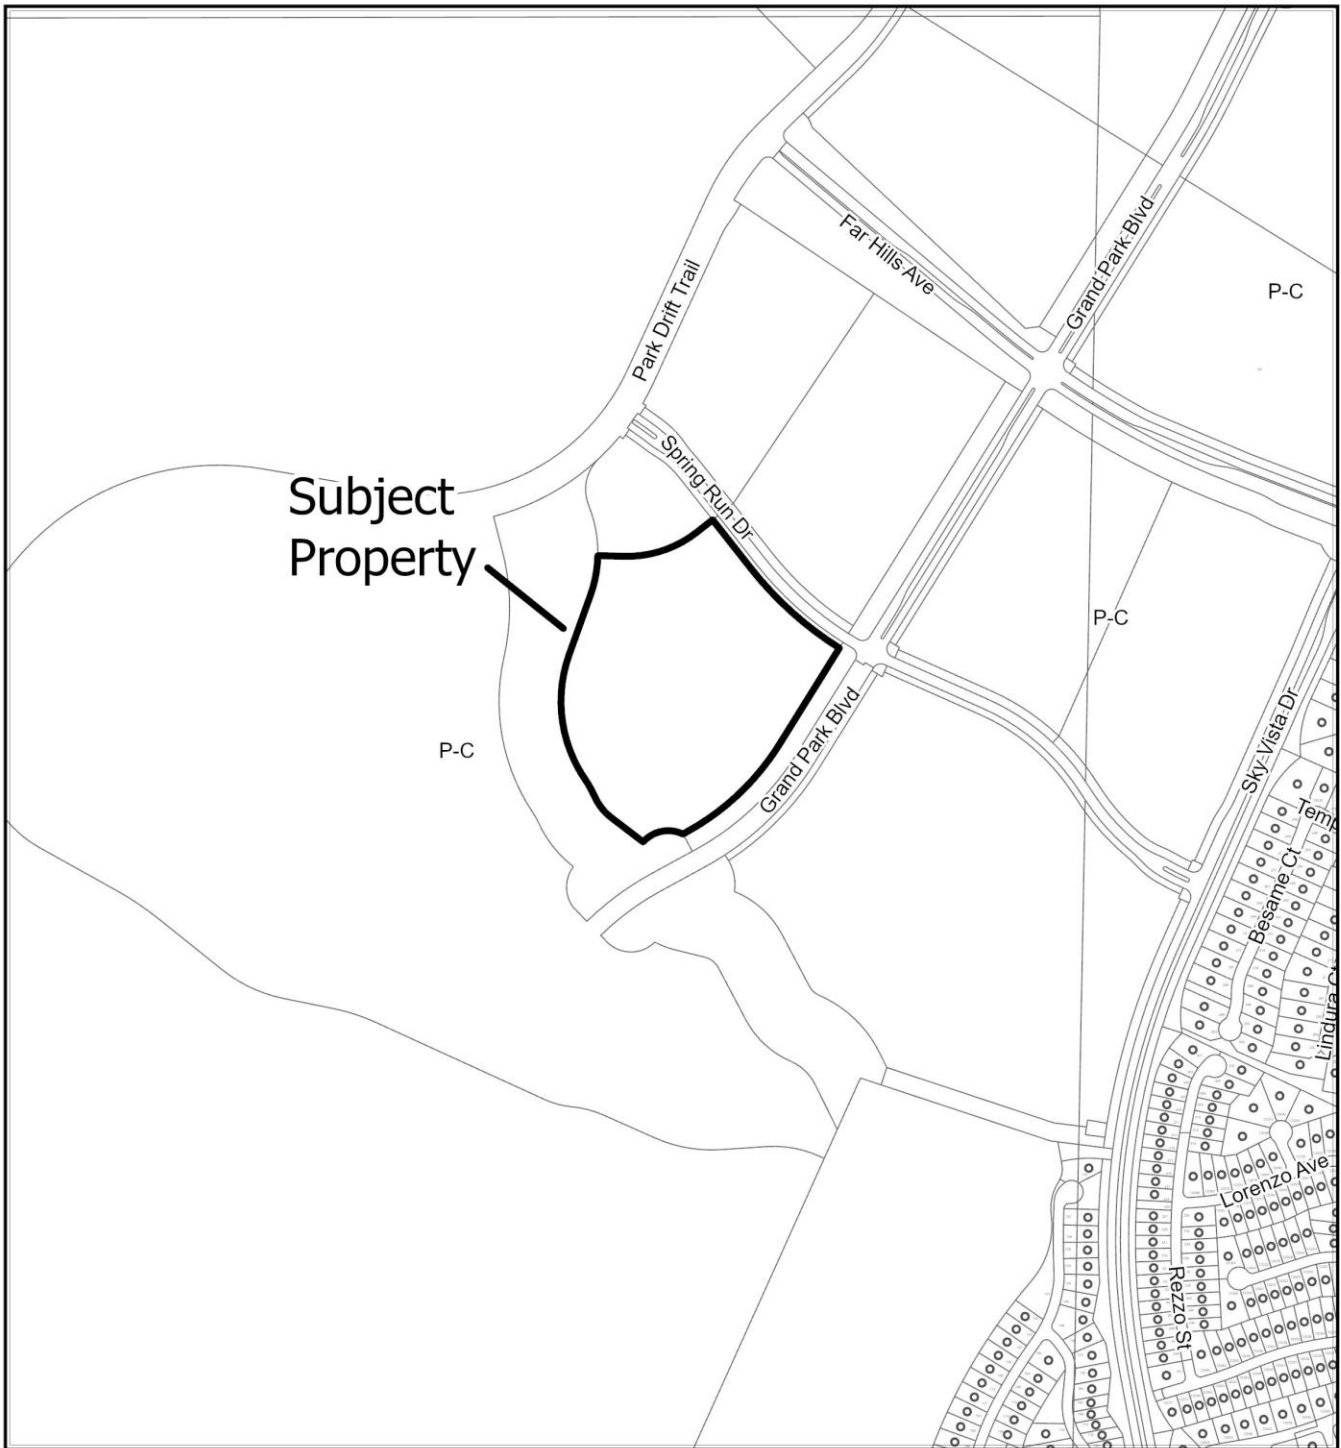 Grand Park Blvd
Far Hills Ave
P-C
Park Drift Trail
Spring Run Dr
Subject
Property
P-C
Sky Vista Dr
Grand Park Blvd
P-C
Besame Ct
Lorenzo Ave
Rezzo St